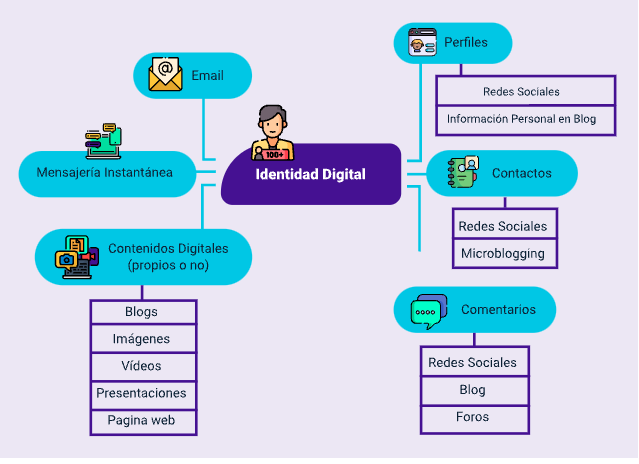 Perfiles
Redes Sociales
Información Personal en Blog
@
Email
100+
Identidad Digital
Mensajería Instantánea
Contactos
Redes Sociales
Microblogging
Contenidos Digitales
(propios o no)
Blogs
Imágenes
Vídeos
Presentaciones
Pagina web
Comentarios
Redes Sociales
Blog
Foros